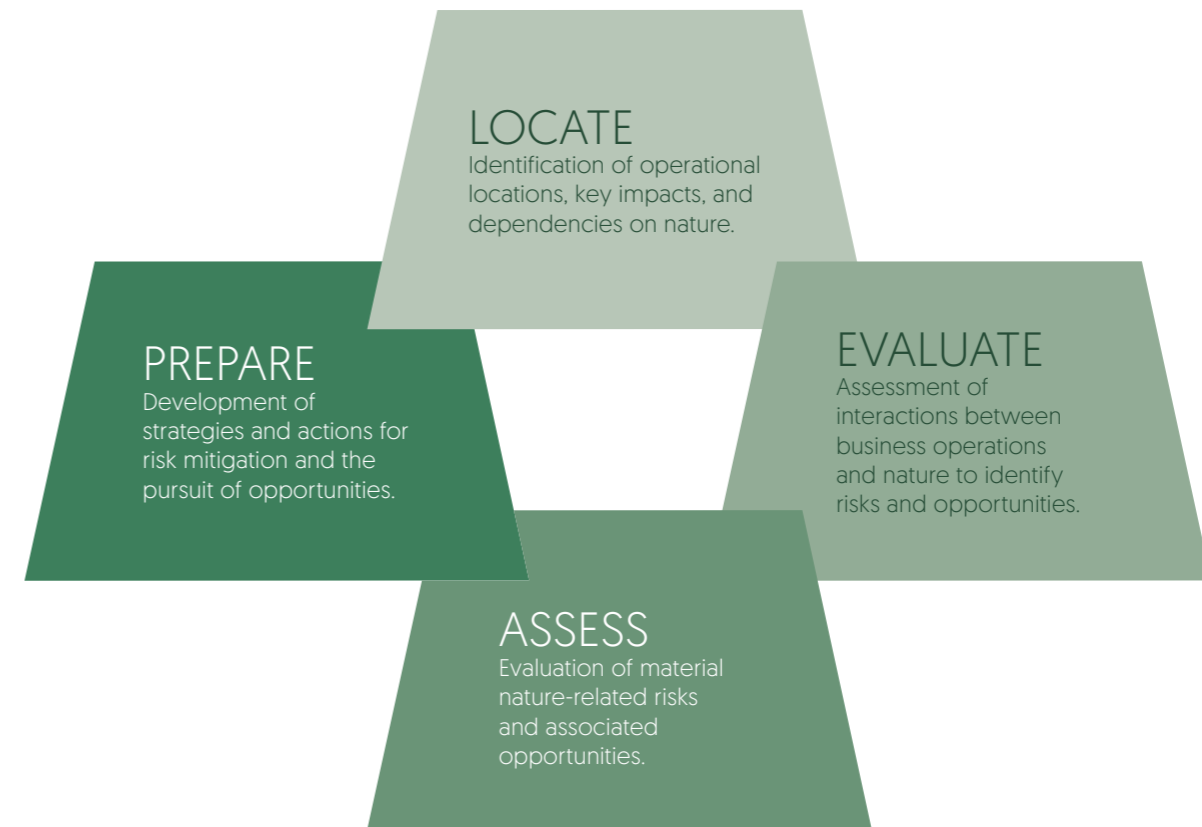 LOCATE
Identification of operational
locations, key impacts, and
dependencies on nature.
EVALUATE
Assessment of
interactions between
business operations
and nature to identify
risks and opportunities.
ASSESS
Evaluation of material
nature-related risks
and associated
opportunities.
PREPARE
Development of
strategies and actions for
risk mitigation and the
pursuit of opportunities.